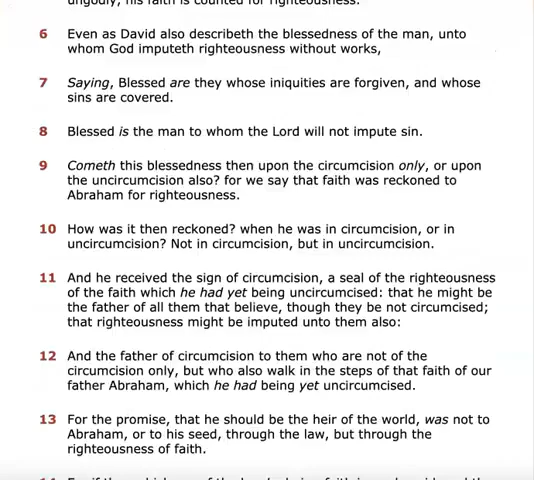 ungodly, his faith is counted for righteousness.
6 Even as David also describeth the blessedness of the man, unto
whom God imputeth righteousness without works,
7 Saying, Blessed are they whose iniquities are forgiven, and whose
sins are covered.
8 Blessed is the man to whom the Lord will not impute sin.
9 Cometh this blessedness then upon the circumcision only, or upon
the uncircumcision also? for we say that faith was reckoned to
Abraham for righteousness.
10 How was it then reckoned? when he was in circumcision, or in
uncircumcision? Not in circumcision, but in uncircumcision.
11 And he received the sign of circumcision, a seal of the righteousness
of the faith which he had yet being uncircumcised: that he might be
the father of all them that believe, though they be not circumcised;
that righteousness might be imputed unto them also:
12 And the father of circumcision to them who are not of the
circumcision only, but who also walk in the steps of that faith of our
father Abraham, which he had being yet uncircumcised.
13 For the promise, that he should be the heir of the world, was not to
Abraham, or to his seed, through the law, but through the
righteousness of faith.